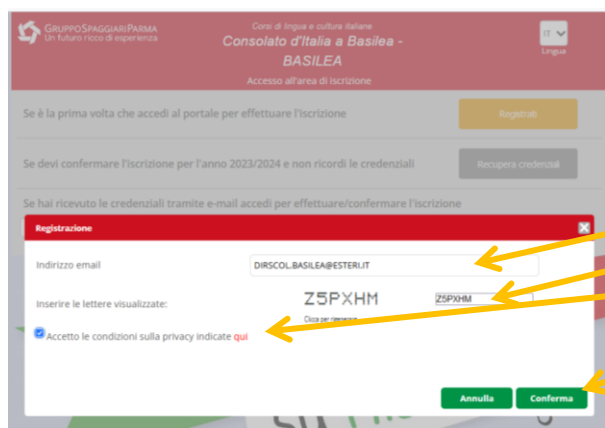 GRUPPOSPAGGIARIPARMA
Un futuro ricco di esperienza
Corsi di lingua e cultura italiane
Consolato d'Italia a Basilea -
BASILEA
Accesso all'area di iscrizione
IT
Lingua
Se è la prima volta che accedi al portale per effettuare l'iscrizione
Registrati
Se devi confermare l'iscrizione per l'anno 2023/2024 e non ricordi le credenziali
Recupera credenziali
Se hai ricevuto le credenziali tramite e-mail accedi per effettuare/confermare l'iscrizione
Registrazione
Indirizzo email
DIRSCOL.BASILEA@ESTERI.IT
Inserire le lettere visualizzate:
Z5PXHM
Z5PXHM
Clicca per rigenerare
Accetto le condizioni sulla privacy indicate qui
Annulla
Conferma